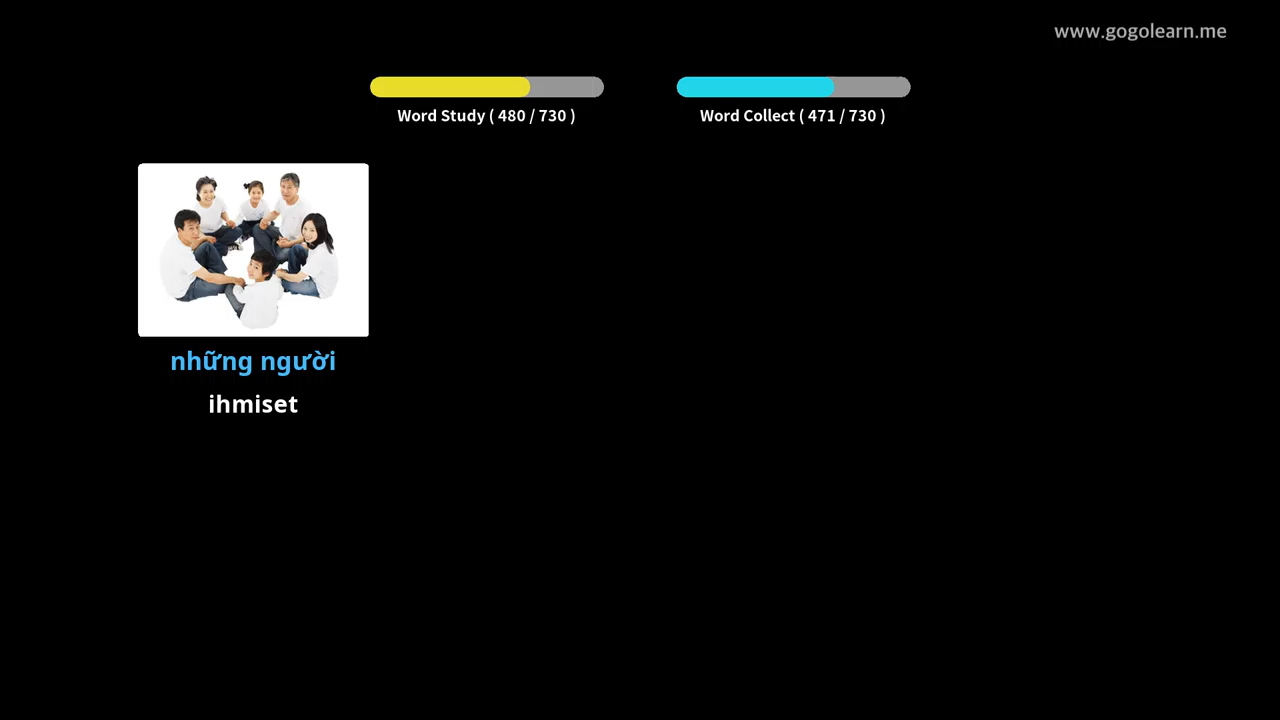 www.gogolearn.me
Word Study ( 480 / 730 )
Word Collect ( 471 / 730 )
những người
ihmiset